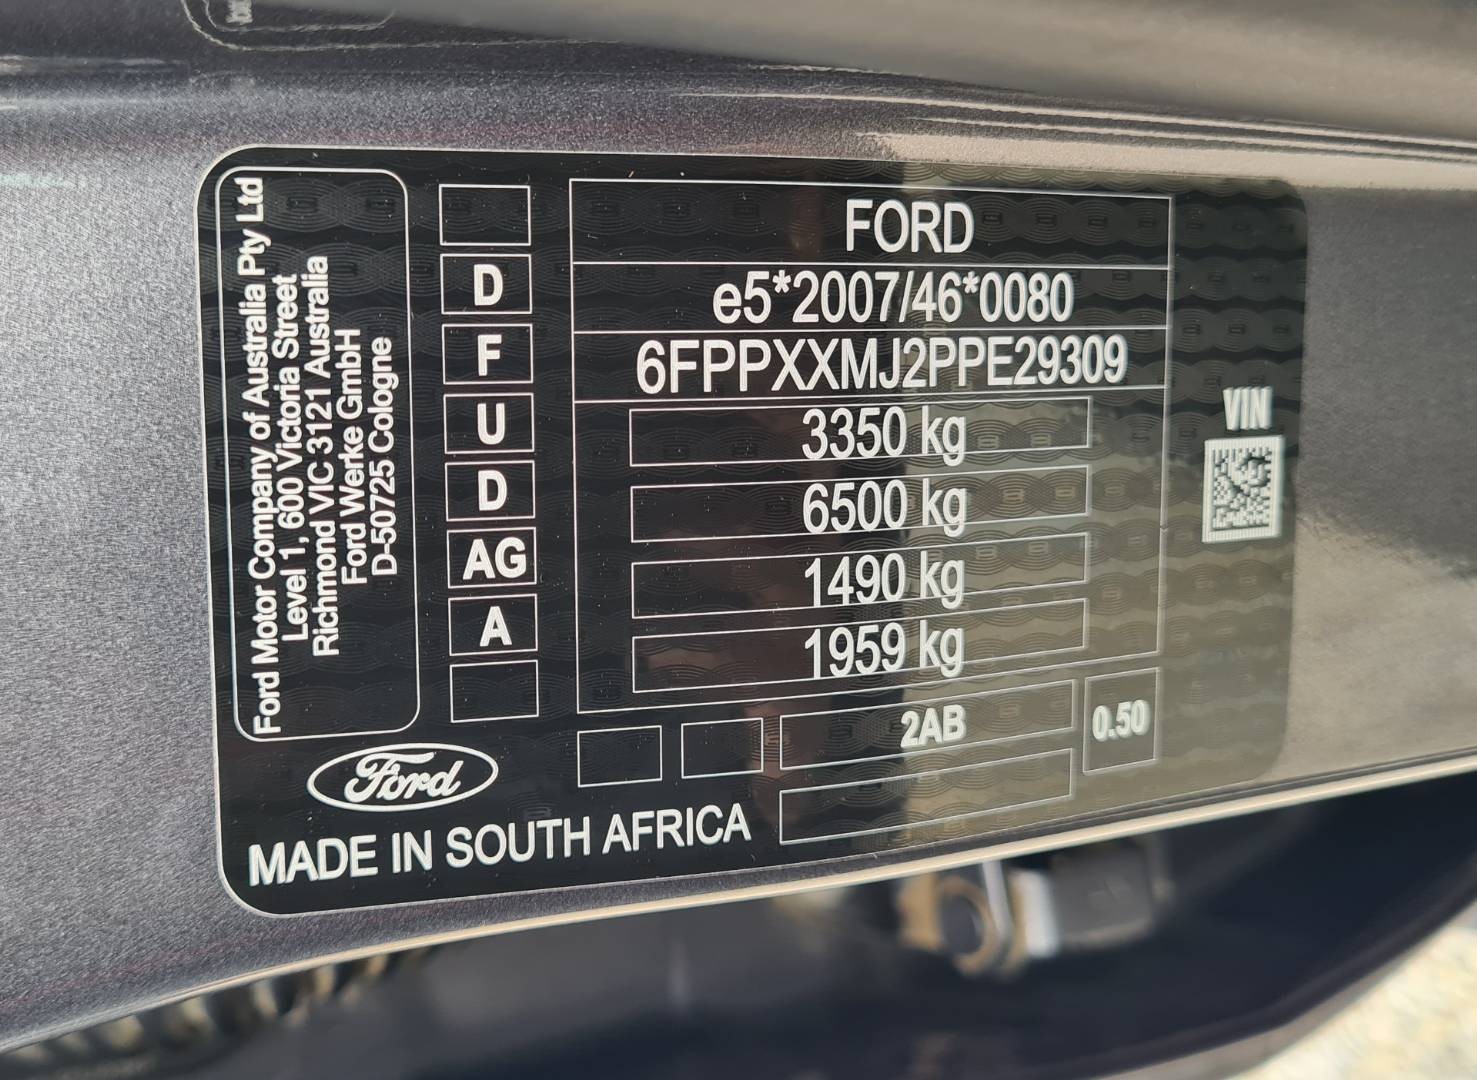 Ford Motor Company of Australia Pty Ltd
Level 1, 600 Victoria Street
Richmond VIC 3121 Australia
Ford Werke GmbH
D-50725 Cologne
D
F
U
D
AG
A
FORD
e5*2007/46*0080
6FPPXXMJ2PPE29309
3350 kg
6500 kg
1490 kg
1959 kg
VIN
2AB
0.50
Ford
MADE IN SOUTH AFRICA